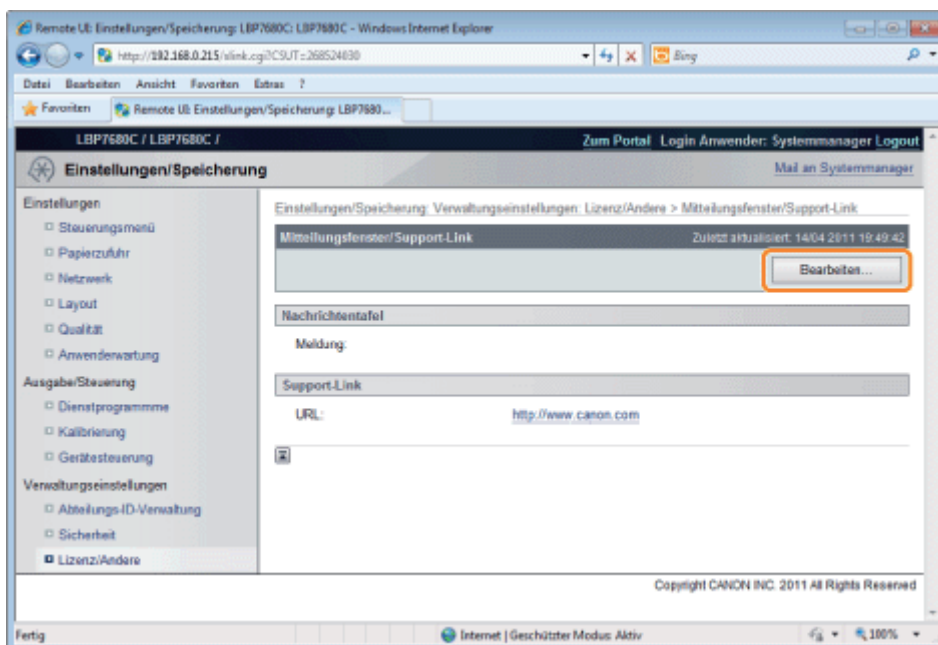 Remote UI: Einstellungen/Speicherung: LBP7680C: LBP7680C - Windows Internet Explorer
http://192.168.0.215/slink.cgi?CSUT=268524030
Bing
Datei Bearbeiten Ansicht Favoriten Extras ?
Favoriten
Remote UI: Einstellungen/Speicherung: LBP7680...
LBP7680C / LBP7680C /
Zum Portal Login Anwender: Systemmanager Logout
Einstellungen/Speicherung
Mail an Systemmanager
Einstellungen
Steuerungsmenü
Papierzufuhr
Netzwerk
Layout
Qualität
Anwenderwartung
Ausgabe/Steuerung
Dienstprogrammme
Kalibrierung
Gerätesteuerung
Verwaltungseinstellungen
Abteilungs-ID-Verwaltung
Sicherheit
Lizenz/Andere
Einstellungen/Speicherung: Verwaltungseinstellungen: Lizenz/Andere > Mitteilungsfenster/Support-Link
Mitteilungsfenster/Support-Link
Zuletzt aktualisiert: 14/04 2011 19:49:42
Bearbeiten...
Nachrichtentafel
Meldung:
Support-Link
URL:
http://www.canon.com
Copyright CANON INC. 2011 All Rights Reserved
Fertig
Internet | Geschützter Modus: Aktiv
100%